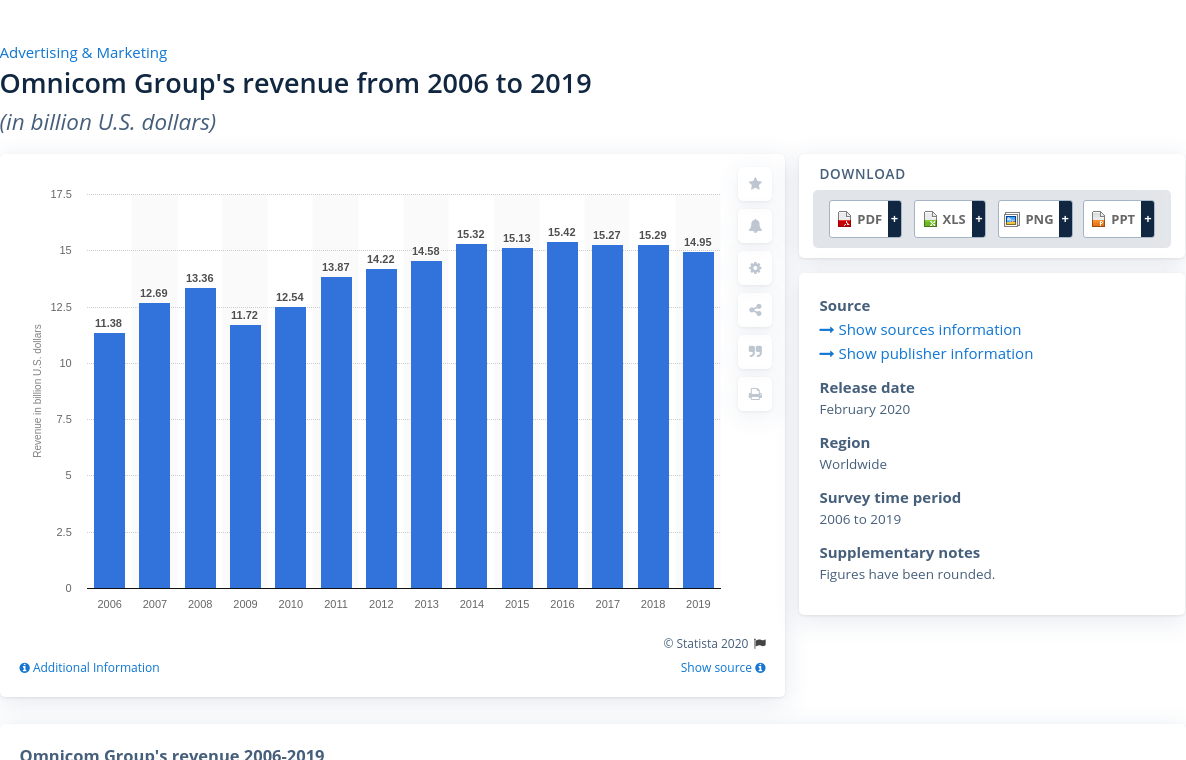 Advertising & Marketing
Omnicom Group's revenue from 2006 to 2019
(in billion U.S. dollars)
17.5
15
12.5
10
7.5
5
2.5
0
Revenue in billion U.S. dollars
11.38
12.69
13.36
11.72
12.54
13.87
14.22
14.58
15.32
15.13
15.42
15.27
15.29
14.95
2006 2007 2008 2009 2010 2011 2012 2013 2014 2015 2016 2017 2018 2019
© Statista 2020
Additional Information
Show source
DOWNLOAD
PDF + XLS + PNG + PPT +
Source
Show sources information
Show publisher information
Release date
February 2020
Region
Worldwide
Survey time period
2006 to 2019
Supplementary notes
Figures have been rounded.
Omnicom Group's revenue 2006-2019